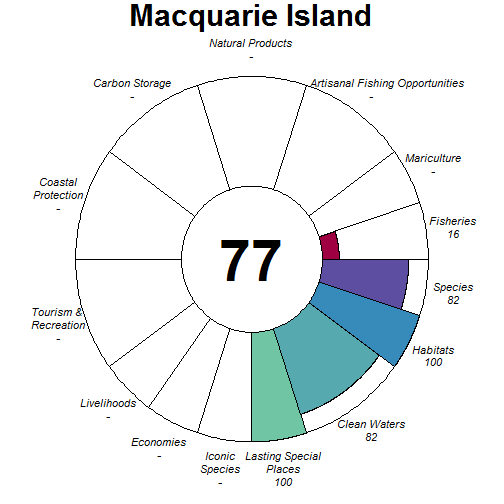 Macquarie Island
Natural Products
-
Carbon Storage
-
Artisanal Fishing Opportunities
-
Mariculture
-
Coastal
Protection
-
Fisheries
16
77
Species
82
Tourism &
Recreation
-
Habitats
100
Livelihoods
-
Clean Waters
82
Economies
-
Iconic
Species
-
Lasting Special
Places
100